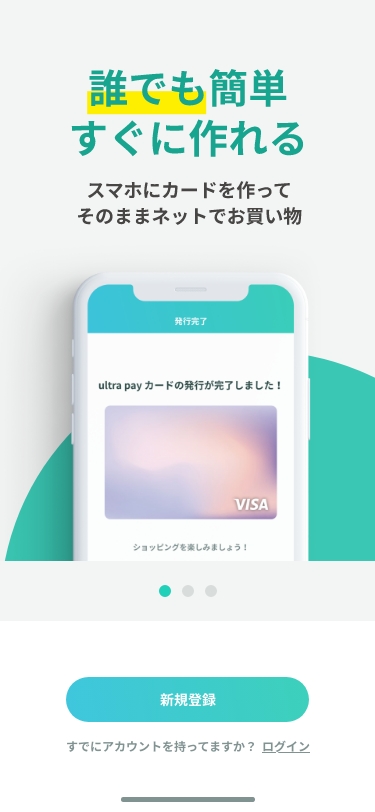 誰でも簡単
すぐに作れる
スマホにカードを作って
そのままネットでお買い物
発行完了
ultra pay カードの発行が完了しました！
VISA
ショッピングを楽しみましょう！
新規登録
すでにアカウントを持ってますか？ ログイン